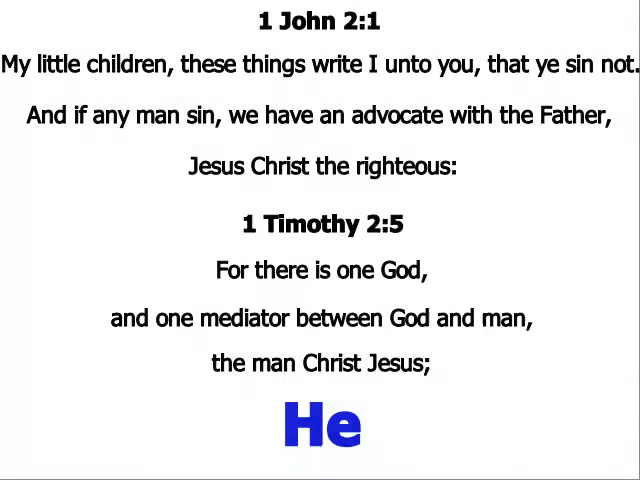 1 John 2:1
My little children, these things write I unto you, that ye sin not.
And if any man sin, we have an advocate with the Father,
Jesus Christ the righteous:
1 Timothy 2:5
For there is one God,
and one mediator between God and man,
the man Christ Jesus;
He